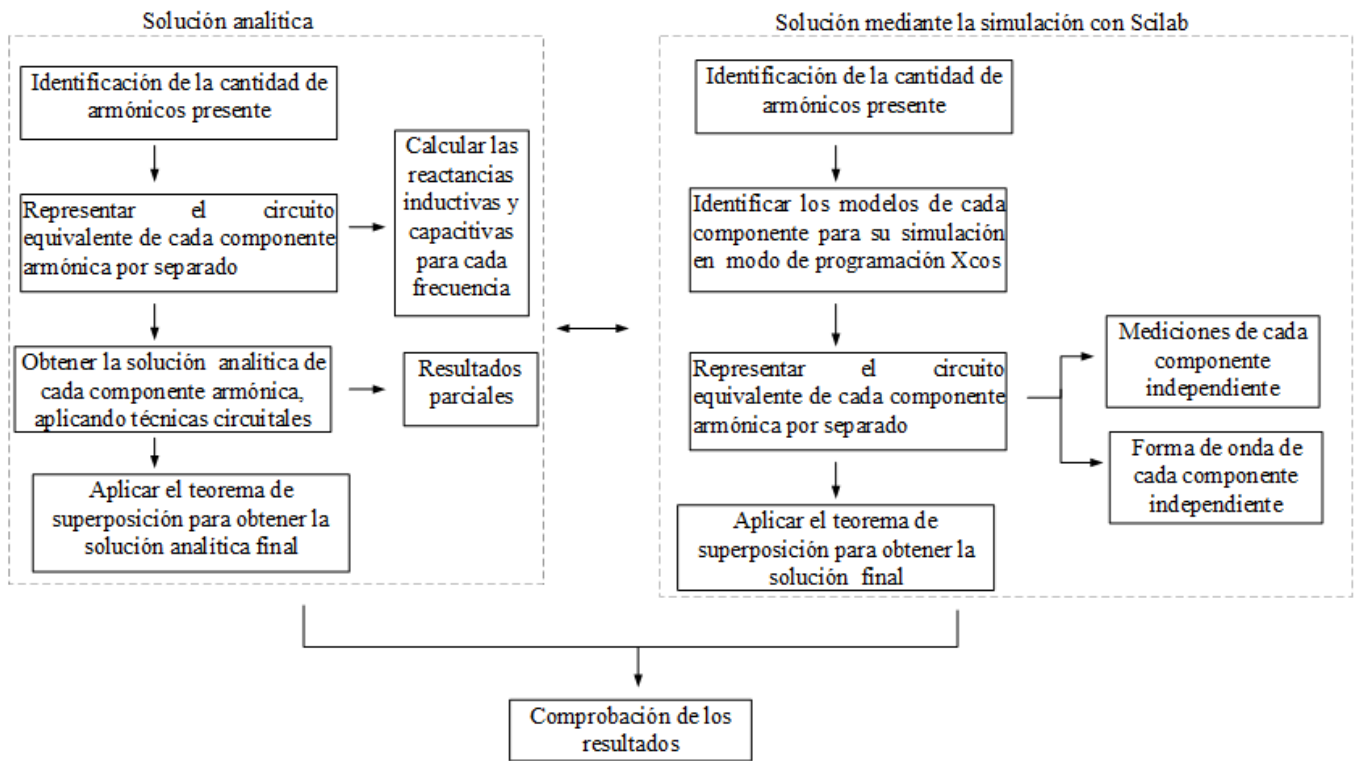 Solución analítica
Identificación de la cantidad de
armónicos presente
Representar el circuito
equivalente de cada componente
armónica por separado
Calcular las
reactancias
inductivas y
capacitivas
para cada
frecuencia
Obtener la solución analítica de
cada componente armónica,
aplicando técnicas circuitales
Resultados
parciales
Aplicar el teorema de
superposición para obtener la
solución analítica final
Solución mediante la simulación con Scilab
Identificación de la cantidad de
armónicos presente
Identificar los modelos de cada
componente para su simulación
en modo de programación Xcos
Representar el circuito
equivalente de cada componente
armónica por separado
Mediciones de cada
componente
independiente
Forma de onda de
cada componente
independiente
Aplicar el teorema de
superposición para obtener la
solución final
Comprobación de los
resultados